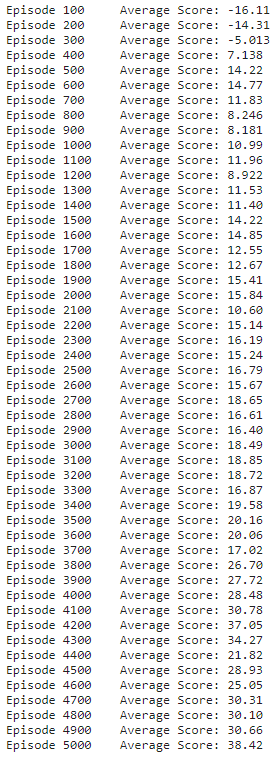 Episode 100 Average Score: -16.11
Episode 200 Average Score: -14.31
Episode 300 Average Score: -5.013
Episode 400 Average Score: 7.138
Episode 500 Average Score: 14.22
Episode 600 Average Score: 14.77
Episode 700 Average Score: 11.83
Episode 800 Average Score: 8.246
Episode 900 Average Score: 8.181
Episode 1000 Average Score: 10.99
Episode 1100 Average Score: 11.96
Episode 1200 Average Score: 8.922
Episode 1300 Average Score: 11.53
Episode 1400 Average Score: 11.40
Episode 1500 Average Score: 14.22
Episode 1600 Average Score: 14.85
Episode 1700 Average Score: 12.55
Episode 1800 Average Score: 12.67
Episode 1900 Average Score: 15.41
Episode 2000 Average Score: 15.84
Episode 2100 Average Score: 10.60
Episode 2200 Average Score: 15.14
Episode 2300 Average Score: 16.19
Episode 2400 Average Score: 15.24
Episode 2500 Average Score: 16.79
Episode 2600 Average Score: 15.67
Episode 2700 Average Score: 18.65
Episode 2800 Average Score: 16.61
Episode 2900 Average Score: 16.40
Episode 3000 Average Score: 18.49
Episode 3100 Average Score: 18.85
Episode 3200 Average Score: 18.72
Episode 3300 Average Score: 16.87
Episode 3400 Average Score: 19.58
Episode 3500 Average Score: 20.16
Episode 3600 Average Score: 20.06
Episode 3700 Average Score: 17.02
Episode 3800 Average Score: 26.70
Episode 3900 Average Score: 27.72
Episode 4000 Average Score: 28.48
Episode 4100 Average Score: 30.78
Episode 4200 Average Score: 37.05
Episode 4300 Average Score: 34.27
Episode 4400 Average Score: 21.82
Episode 4500 Average Score: 28.93
Episode 4600 Average Score: 25.05
Episode 4700 Average Score: 30.31
Episode 4800 Average Score: 30.10
Episode 4900 Average Score: 30.66
Episode 5000 Average Score: 38.42